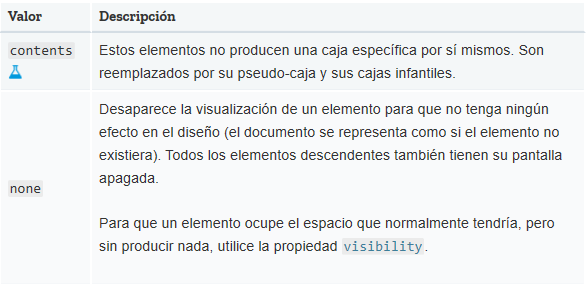 Valor Descripción
contents Estos elementos no producen una caja específica por sí mismos. Son
reemplazados por su pseudo-caja y sus cajas infantiles.
Desaparece la visualización de un elemento para que no tenga ningún
efecto en el diseño (el documento se representa como si el elemento no
existiera). Todos los elementos descendentes también tienen su pantalla
apagada.
none
Para que un elemento ocupe el espacio que normalmente tendría, pero
sin producir nada, utilice la propiedad visibility.